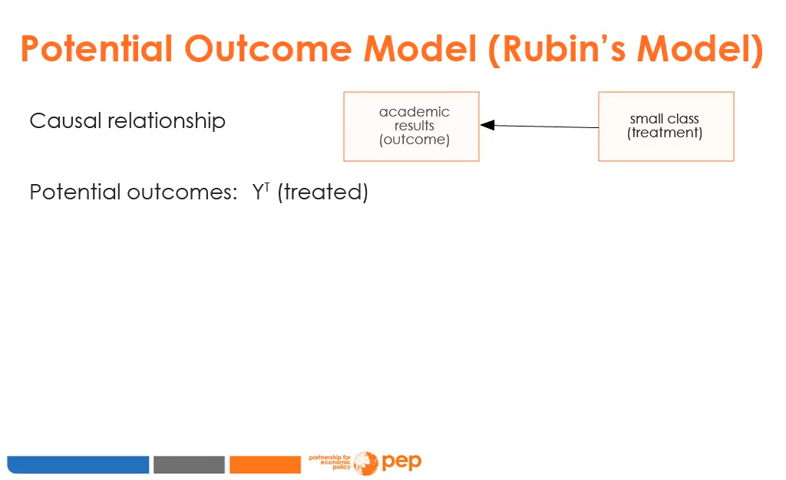 Potential Outcome Model (Rubin's Model)
Causal relationship
academic
results
(outcome)
small class
(treatment)
Potential outcomes: Yᵀ (treated)
partnership for
economic
policy
pep